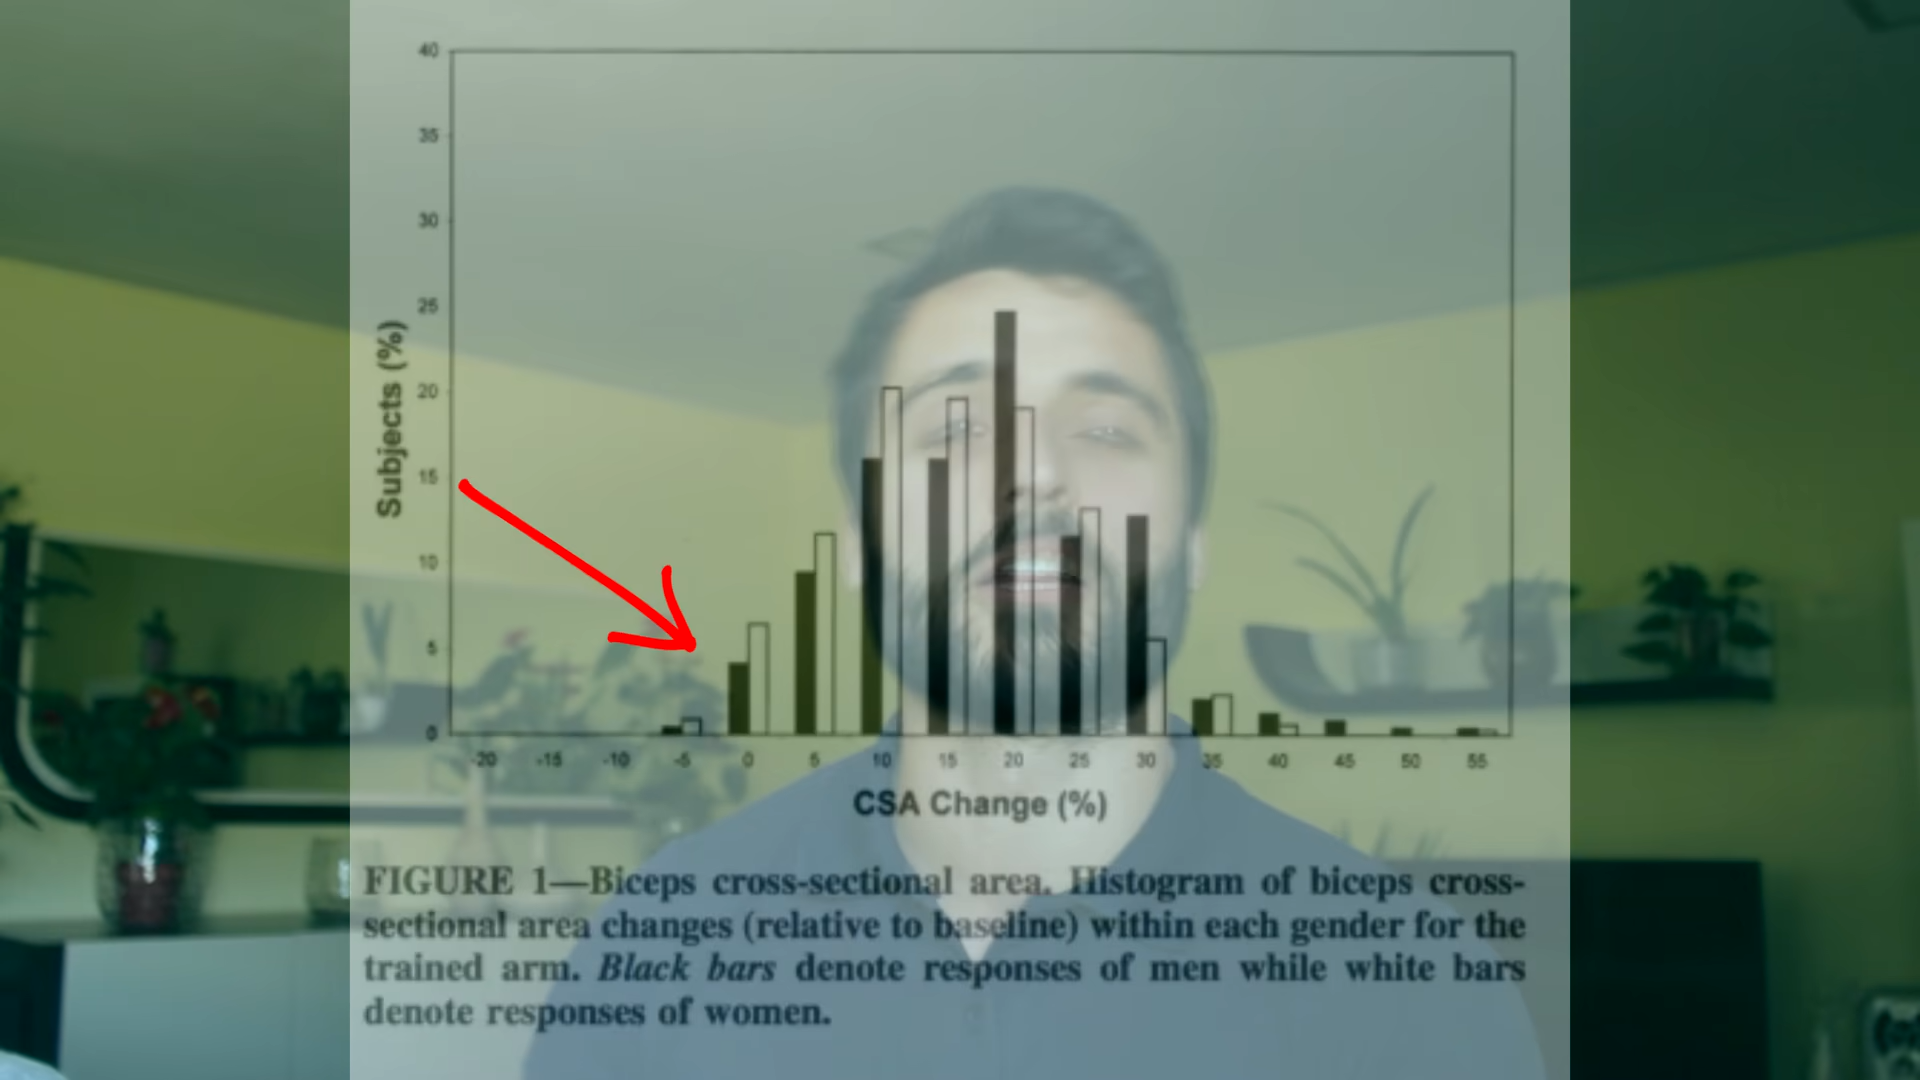 40
35
30
25
20
15
10
5
0
Subjects (%)
-20 -15 -10 -5 0 5 10 15 20 25 30 35 40 45 50 55
CSA Change (%)
FIGURE 1—Biceps cross-sectional area. Histogram of biceps cross-
sectional area changes (relative to baseline) within each gender for the
trained arm. Black bars denote responses of men while white bars
denote responses of women.